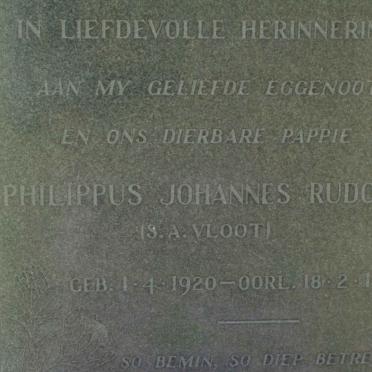 IN LIEFDEVOLLE HERINNERIN
AAN MY GELIEFDE EGGENOOT
EN ONS DIERBARE PAPPIE
PHILIPPUS JOHANNES RUDO
(S.A.VLOOT)
GEB. 1·4·1920—OORL. 18·2·1
SO BEMIN, SO DIEP BETRE